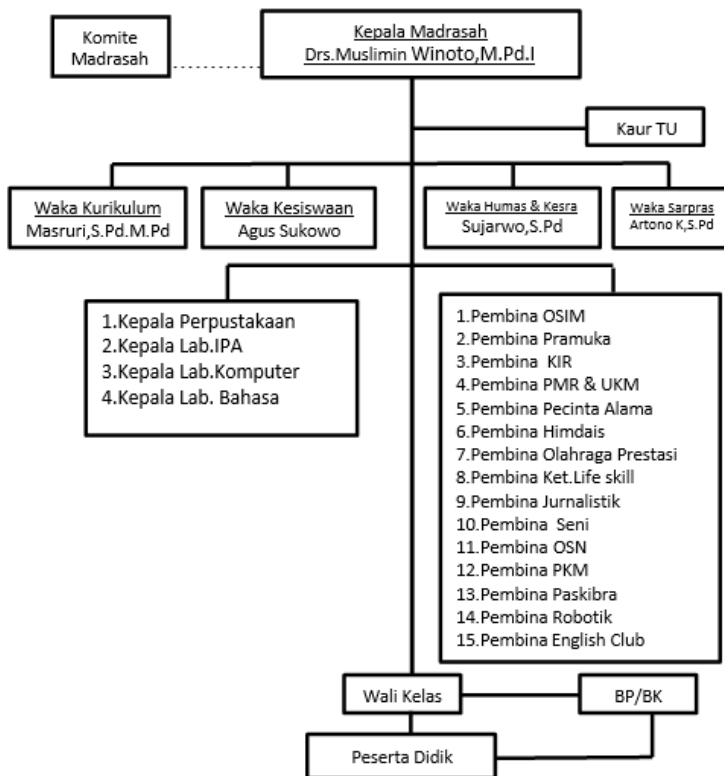 Komite
Madrasah
Kepala Madrasah
Drs.Muslimin Winoto,M.Pd.I
Kaur TU
Waka Kurikulum
Masruri,S.Pd.M.Pd
Waka Kesiswaan
Agus Sukowo
Waka Humas & Kesra
Sujarwo,S.Pd
Waka Sarpras
Artono K,S.Pd
1.Kepala Perpustakaan
2.Kepala Lab.IPA
3.Kepala Lab.Komputer
4.Kepala Lab. Bahasa
1.Pembina OSIM
2.Pembina Pramuka
3.Pembina KIR
4.Pembina PMR & UKM
5.Pembina Pecinta Alama
6.Pembina Himdais
7.Pembina Olahraga Prestasi
8.Pembina Ket.Life skill
9.Pembina Jurnalistik
10.Pembina Seni
11.Pembina OSN
12.Pembina PKM
13.Pembina Paskibra
14.Pembina Robotik
15.Pembina English Club
Wali Kelas
BP/BK
Peserta Didik